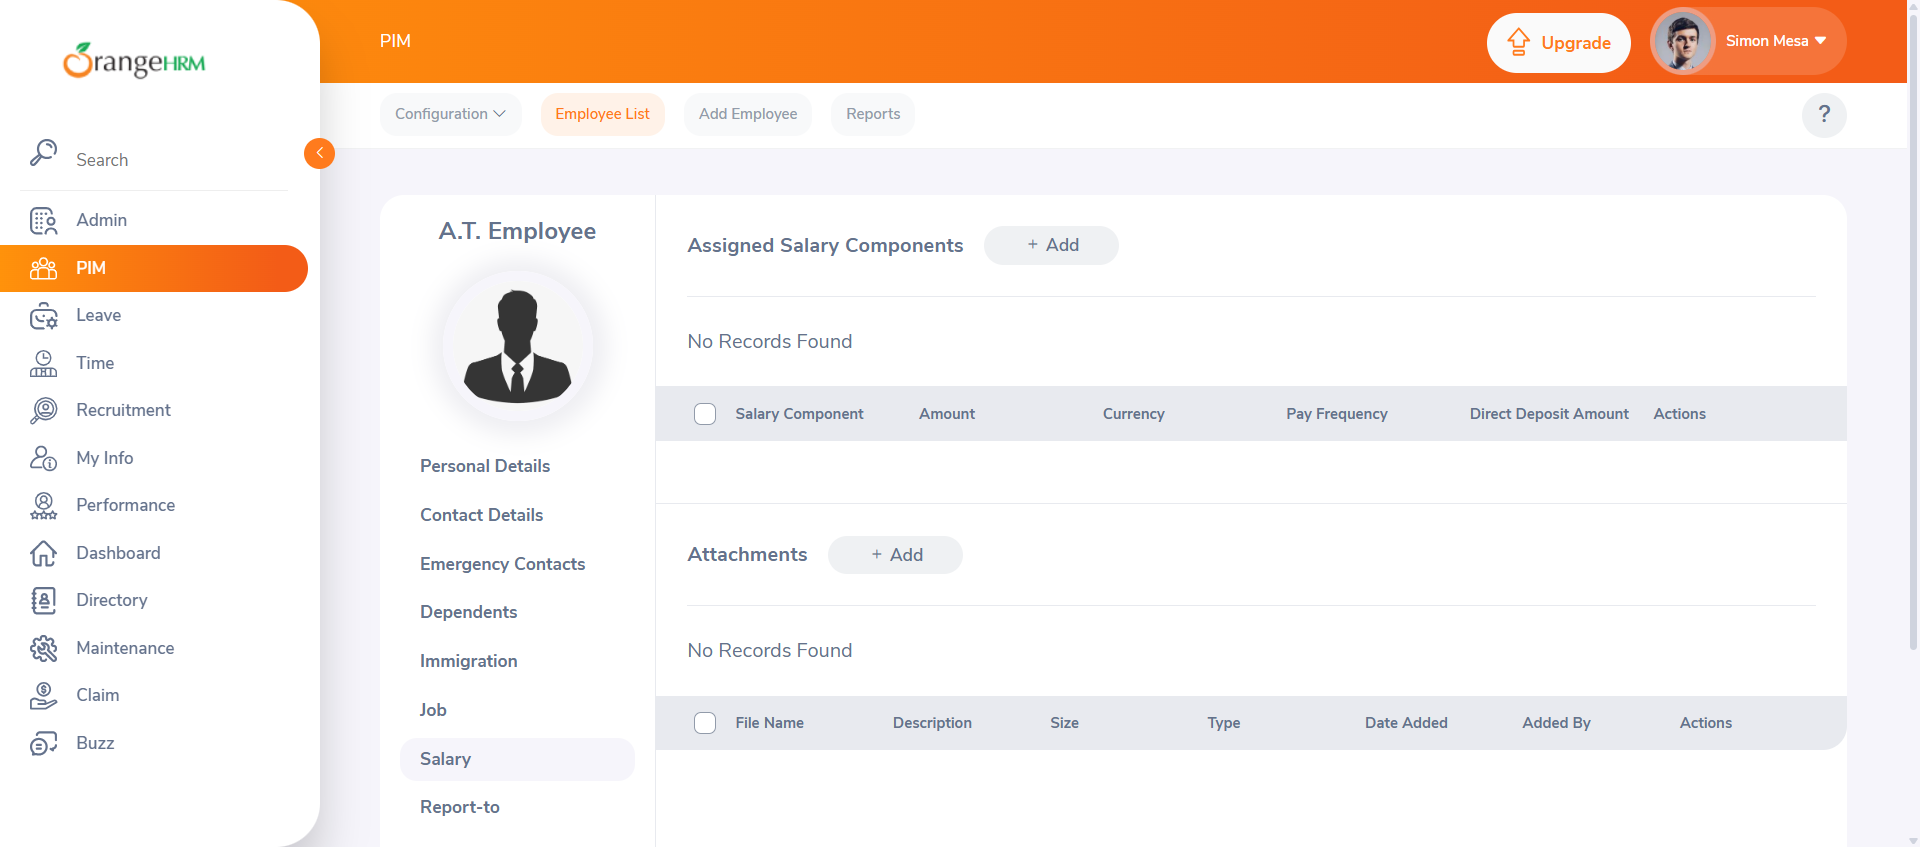 OrangeHRM
PIM
Upgrade
Simon Mesa
Configuration
Employee List
Add Employee
Reports
?
Search
Admin
PIM
Leave
Time
Recruitment
My Info
Performance
Dashboard
Directory
Maintenance
Claim
Buzz
A.T. Employee
Personal Details
Contact Details
Emergency Contacts
Dependents
Immigration
Job
Salary
Report-to
Assigned Salary Components
+ Add
No Records Found
Salary Component Amount Currency Pay Frequency Direct Deposit Amount Actions
Attachments
+ Add
No Records Found
File Name Description Size Type Date Added Added By Actions